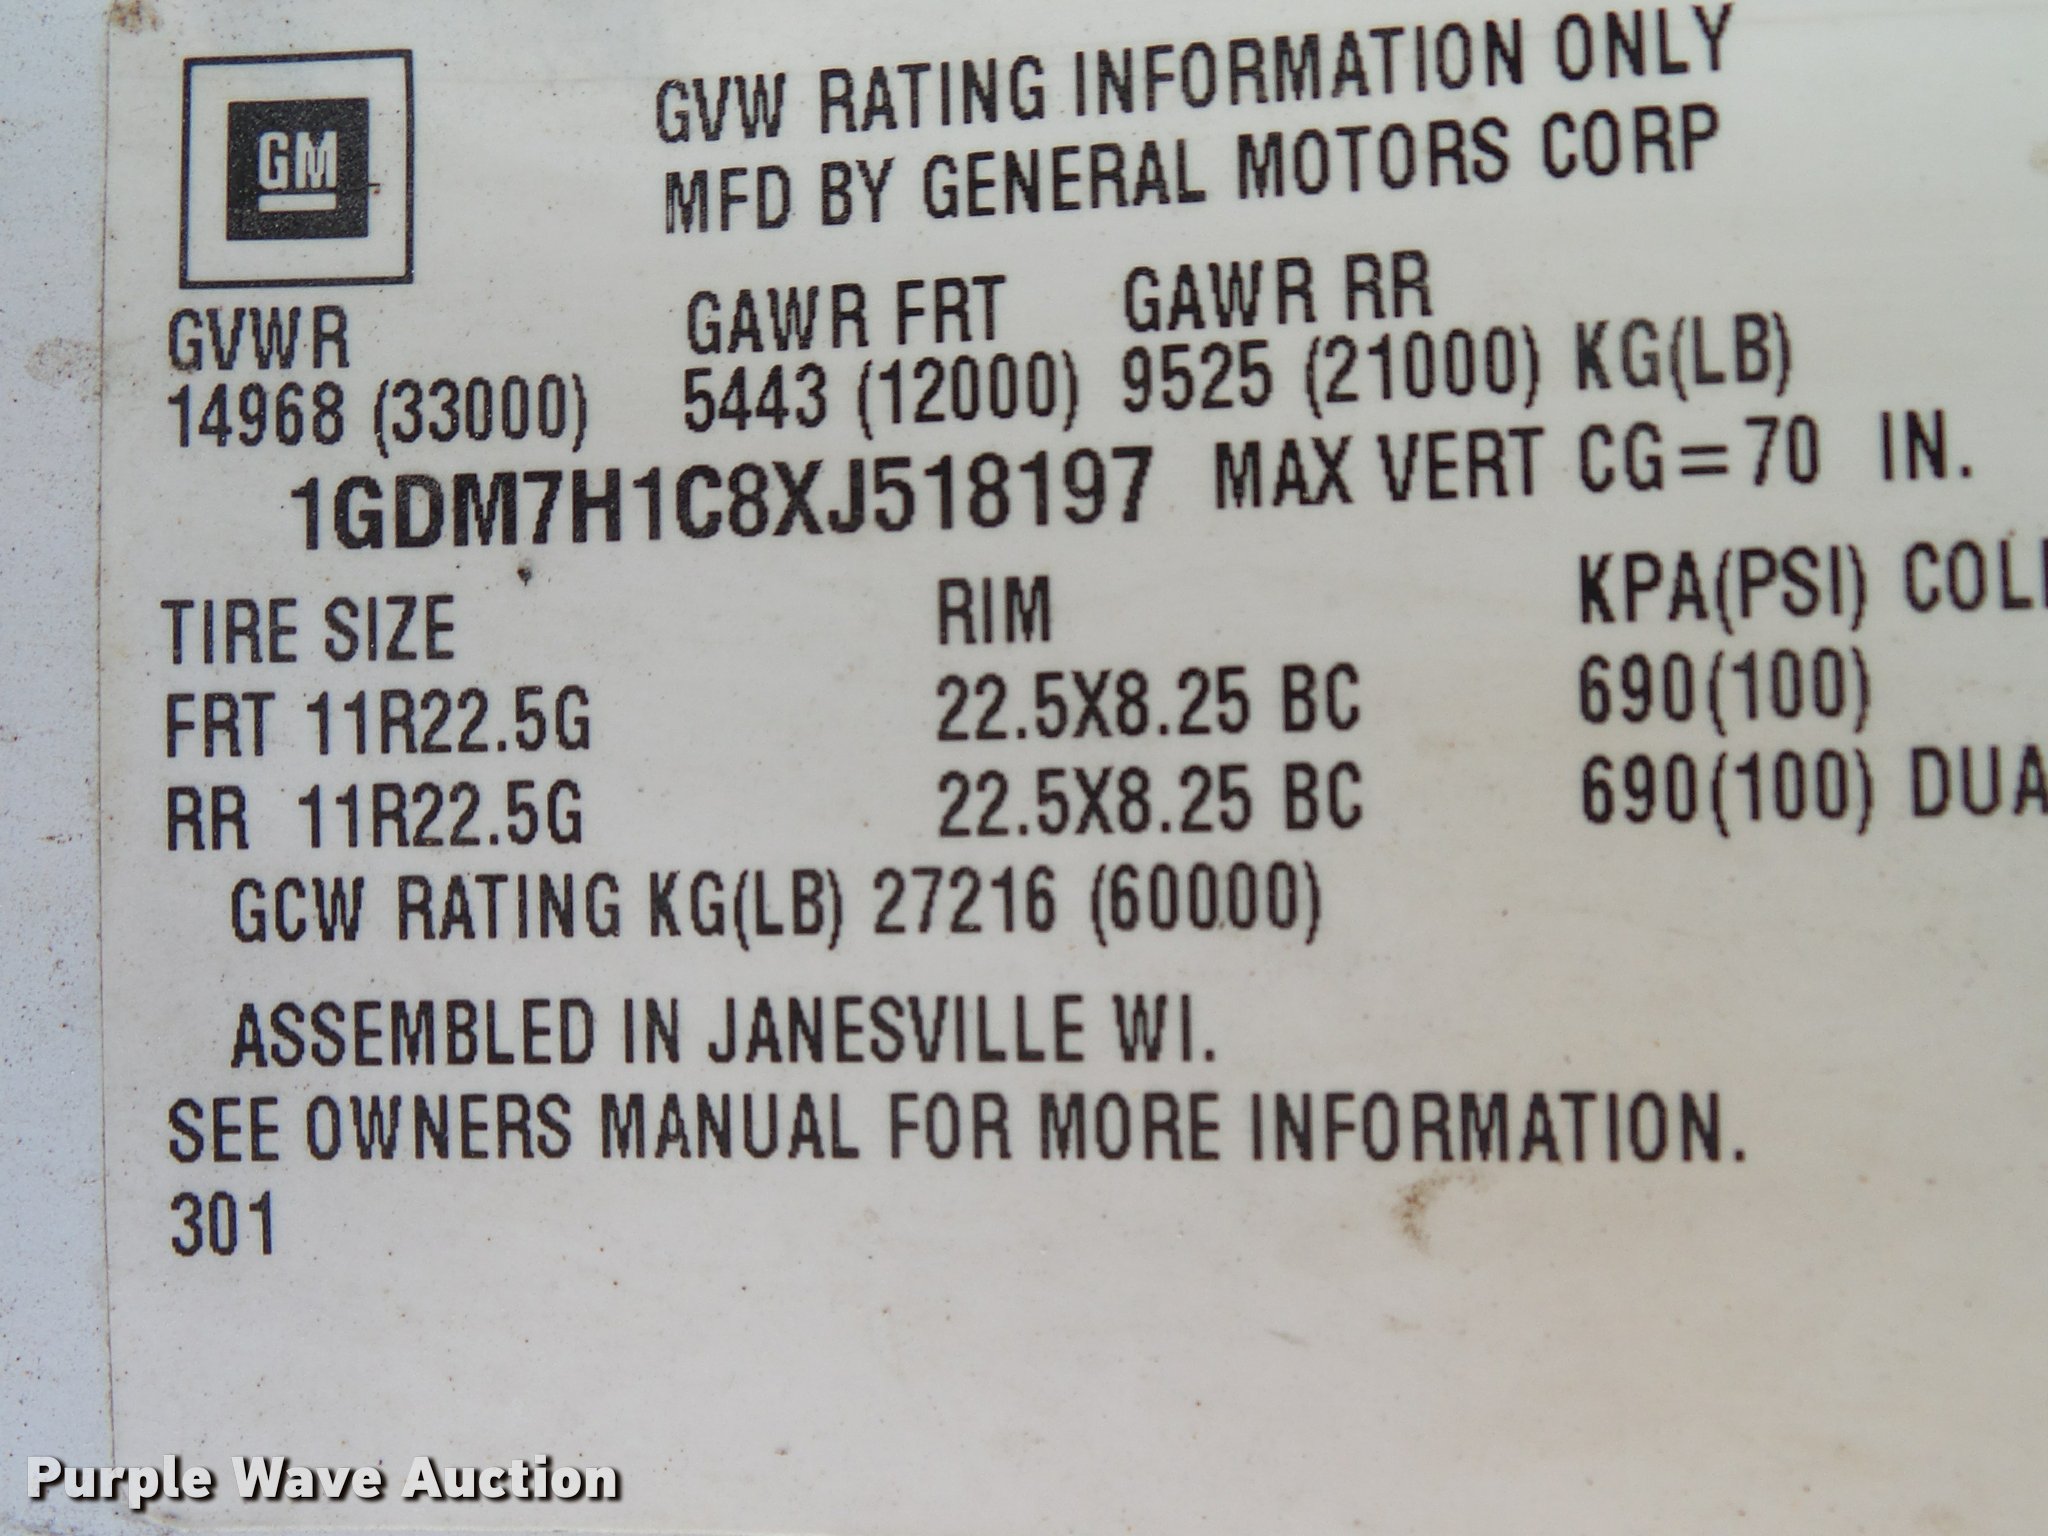 GM
GVW RATING INFORMATION ONLY
MFD BY GENERAL MOTORS CORP
GVWR GAWR FRT GAWR RR
14968 (33000) 5443 (12000) 9525 (21000) KG(LB)
1GDM7H1C8XJ518197 MAX VERT CG=70 IN.
TIRE SIZE RIM KPA(PSI) COL
FRT 11R22.5G 22.5X8.25 BC 690(100)
RR 11R22.5G 22.5X8.25 BC 690(100) DUA
GCW RATING KG(LB) 27216 (60000)
ASSEMBLED IN JANESVILLE WI.
SEE OWNERS MANUAL FOR MORE INFORMATION.
301
Purple Wave Auction